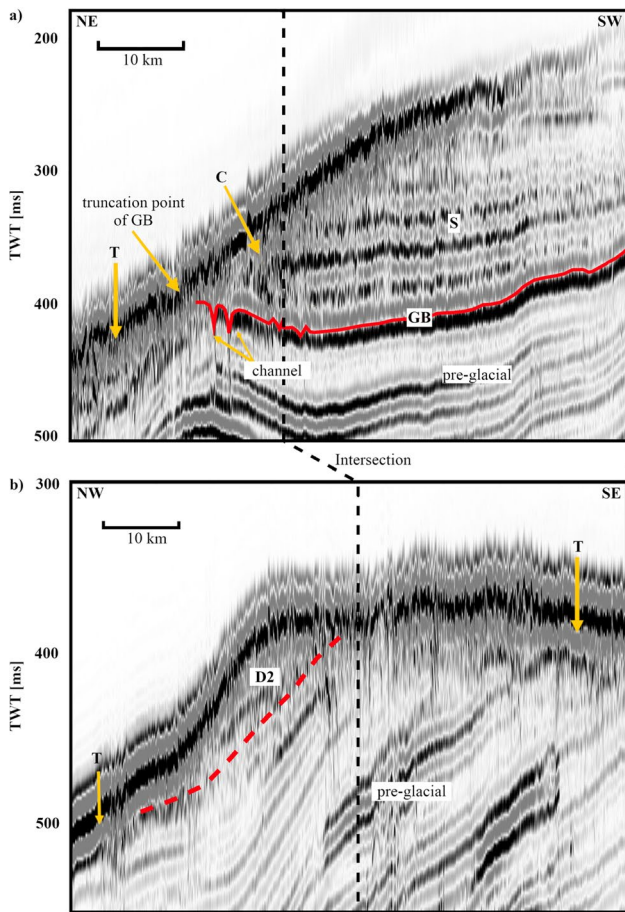 a)
NE
SW
200
10 km
300
C
truncation point
of GB
S
T
TWT [ms]
400
GB
channel
pre-glacial
500
Intersection
b)
300
NW
SE
10 km
T
400
D2
TWT [ms]
T
pre-glacial
500